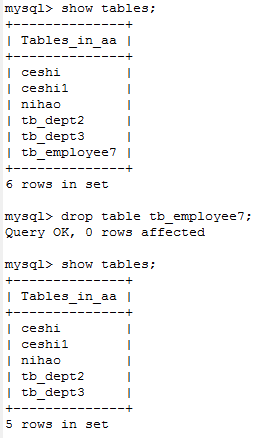 mysql> show tables;
+--------------+
| Tables_in_aa |
+--------------+
| ceshi        |
| ceshi1       |
| nihao        |
| tb_dept2     |
| tb_dept3     |
| tb_employee7 |
+--------------+
6 rows in set
mysql> drop table tb_employee7;
Query OK, 0 rows affected
mysql> show tables;
+--------------+
| Tables_in_aa |
+--------------+
| ceshi        |
| ceshi1       |
| nihao        |
| tb_dept2     |
| tb_dept3     |
+--------------+
5 rows in set